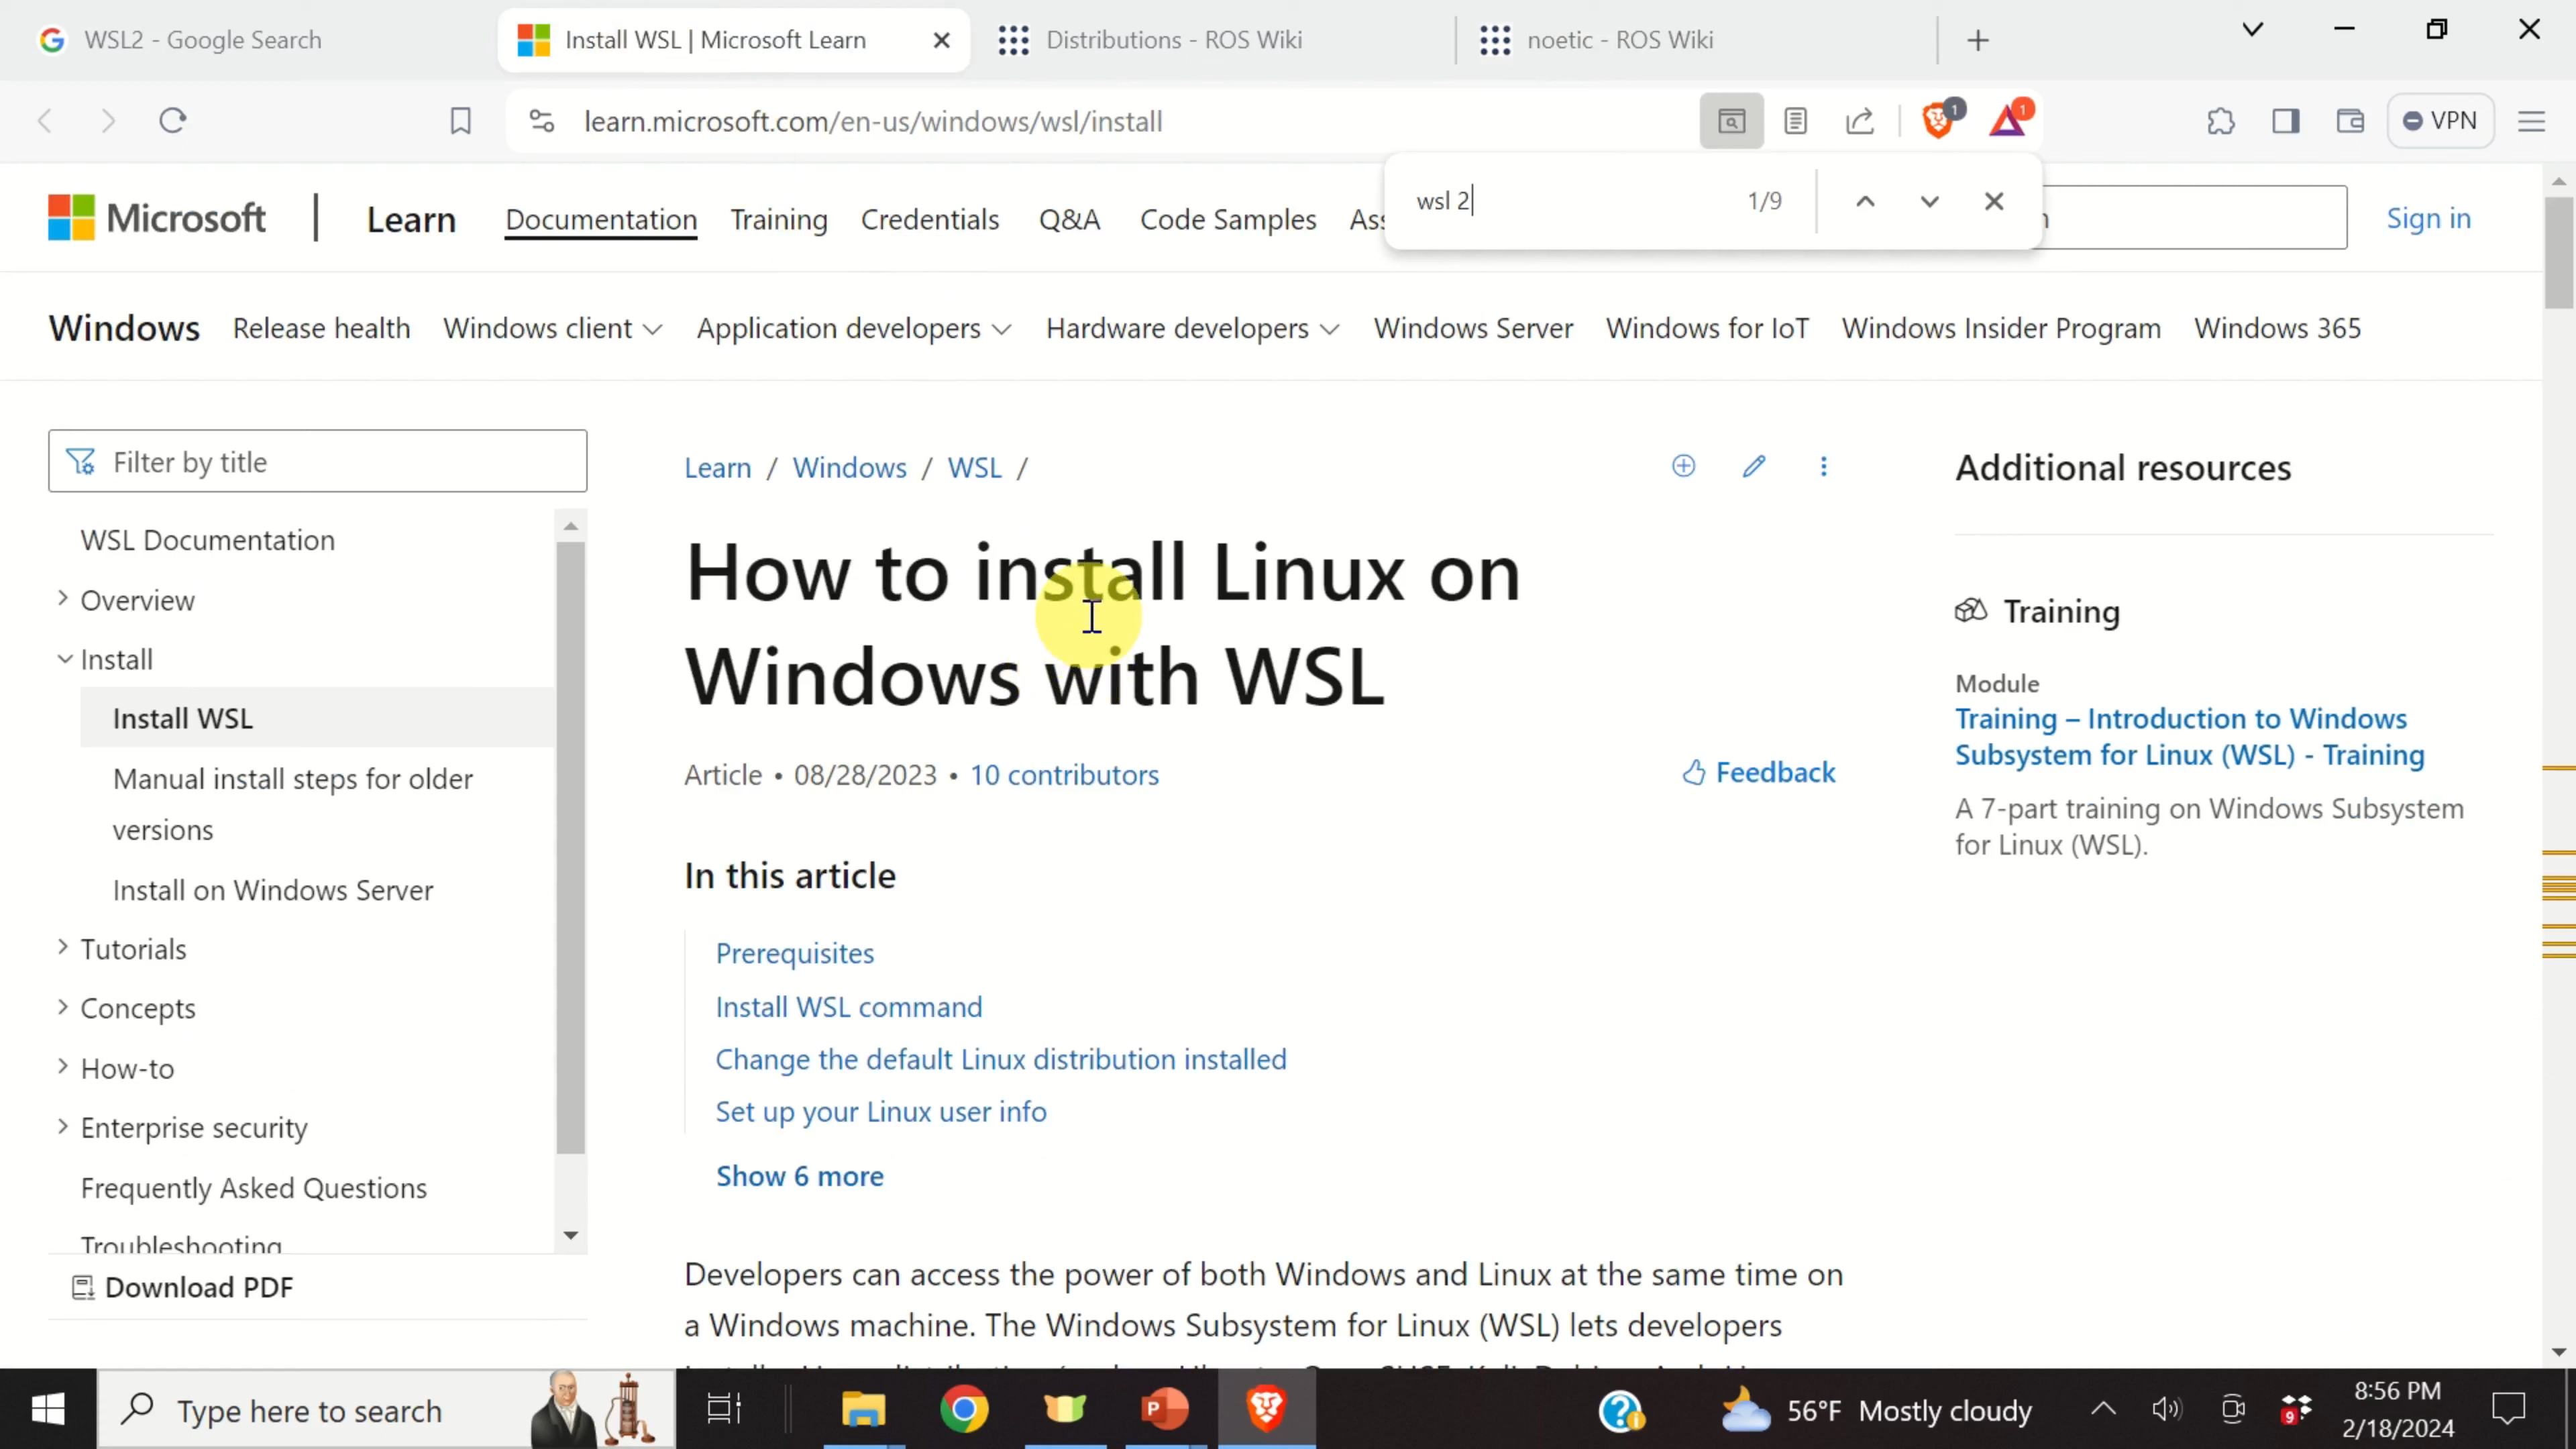 WSL2 - Google Search
Install WSL | Microsoft Learn
Distributions - ROS Wiki
noetic - ROS Wiki
learn.microsoft.com/en-us/windows/wsl/install
1
1
VPN
wsl 2
1/9
Microsoft
Learn
Documentation
Training
Credentials
Q&A
Code Samples
Ass
Sign in
Windows
Release health
Windows client
Application developers
Hardware developers
Windows Server
Windows for IoT
Windows Insider Program
Windows 365
Filter by title
WSL Documentation
Overview
Install
Install WSL
Manual install steps for older
versions
Install on Windows Server
Tutorials
Concepts
How-to
Enterprise security
Frequently Asked Questions
Troubleshooting
Download PDF
Learn / Windows / WSL /
How to install Linux on
Windows with WSL
Article • 08/28/2023 • 10 contributors
Feedback
In this article
Prerequisites
Install WSL command
Change the default Linux distribution installed
Set up your Linux user info
Show 6 more
Developers can access the power of both Windows and Linux at the same time on
a Windows machine. The Windows Subsystem for Linux (WSL) lets developers
Additional resources
Training
Module
Training – Introduction to Windows
Subsystem for Linux (WSL) - Training
A 7-part training on Windows Subsystem
for Linux (WSL).
Type here to search
56°F Mostly cloudy
9
8:56 PM
2/18/2024